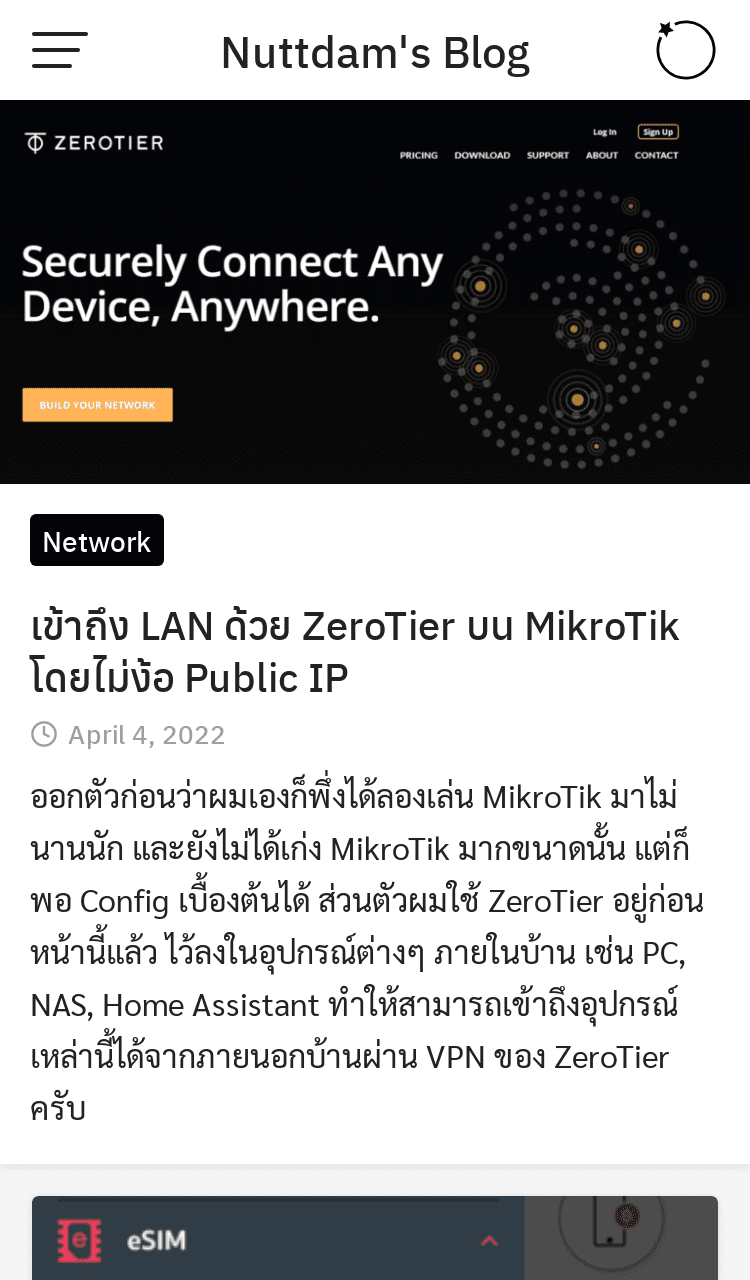 Nuttdam's Blog
ZEROTIER
Log In
Sign Up
PRICING DOWNLOAD SUPPORT ABOUT CONTACT
Securely Connect Any
Device, Anywhere.
BUILD YOUR NETWORK
Network
เข้าถึง LAN ด้วย ZeroTier บน MikroTik
โดยไม่ง้อ Public IP
April 4, 2022
ออกตัวก่อนว่าผมเองก็พึ่งได้ลองเล่น MikroTik มาไม่
นานนัก และยังไม่ได้เก่ง MikroTik มากขนาดนั้น แต่ก็
พอ Config เบื้องต้นได้ ส่วนตัวผมใช้ ZeroTier อยู่ก่อน
หน้านี้แล้ว ไว้ลงในอุปกรณ์ต่างๆ ภายในบ้าน เช่น PC,
NAS, Home Assistant ทำให้สามารถเข้าถึงอุปกรณ์
เหล่านี้ได้จากภายนอกบ้านผ่าน VPN ของ ZeroTier
ครับ
eSIM